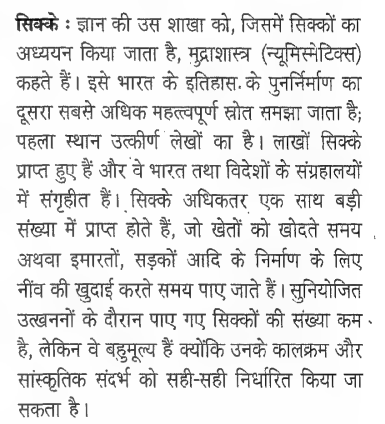 सिक्के : ज्ञान की उस शाखा को, जिसमें सिक्कों का
अध्ययन किया जाता है, मुद्राशास्त्र (न्यूमिस्मेटिक्स)
कहते हैं। इसे भारत के इतिहास के पुनर्निर्माण का
दूसरा सबसे अधिक महत्त्वपूर्ण स्रोत समझा जाता है;
पहला स्थान उत्कीर्ण लेखों का है। लाखों सिक्के
प्राप्त हुए हैं और वे भारत तथा विदेशों के संग्रहालयों
में संगृहीत हैं। सिक्के अधिकतर एक साथ बड़ी
संख्या में प्राप्त होते हैं, जो खेतों को खोदते समय
अथवा इमारतों, सड़कों आदि के निर्माण के लिए
नींव की खुदाई करते समय पाए जाते हैं। सुनियोजित
उत्खननों के दौरान पाए गए सिक्कों की संख्या कम
है, लेकिन वे बहुमूल्य हैं क्योंकि उनके कालक्रम और
सांस्कृतिक संदर्भ को सही-सही निर्धारित किया जा
सकता है।